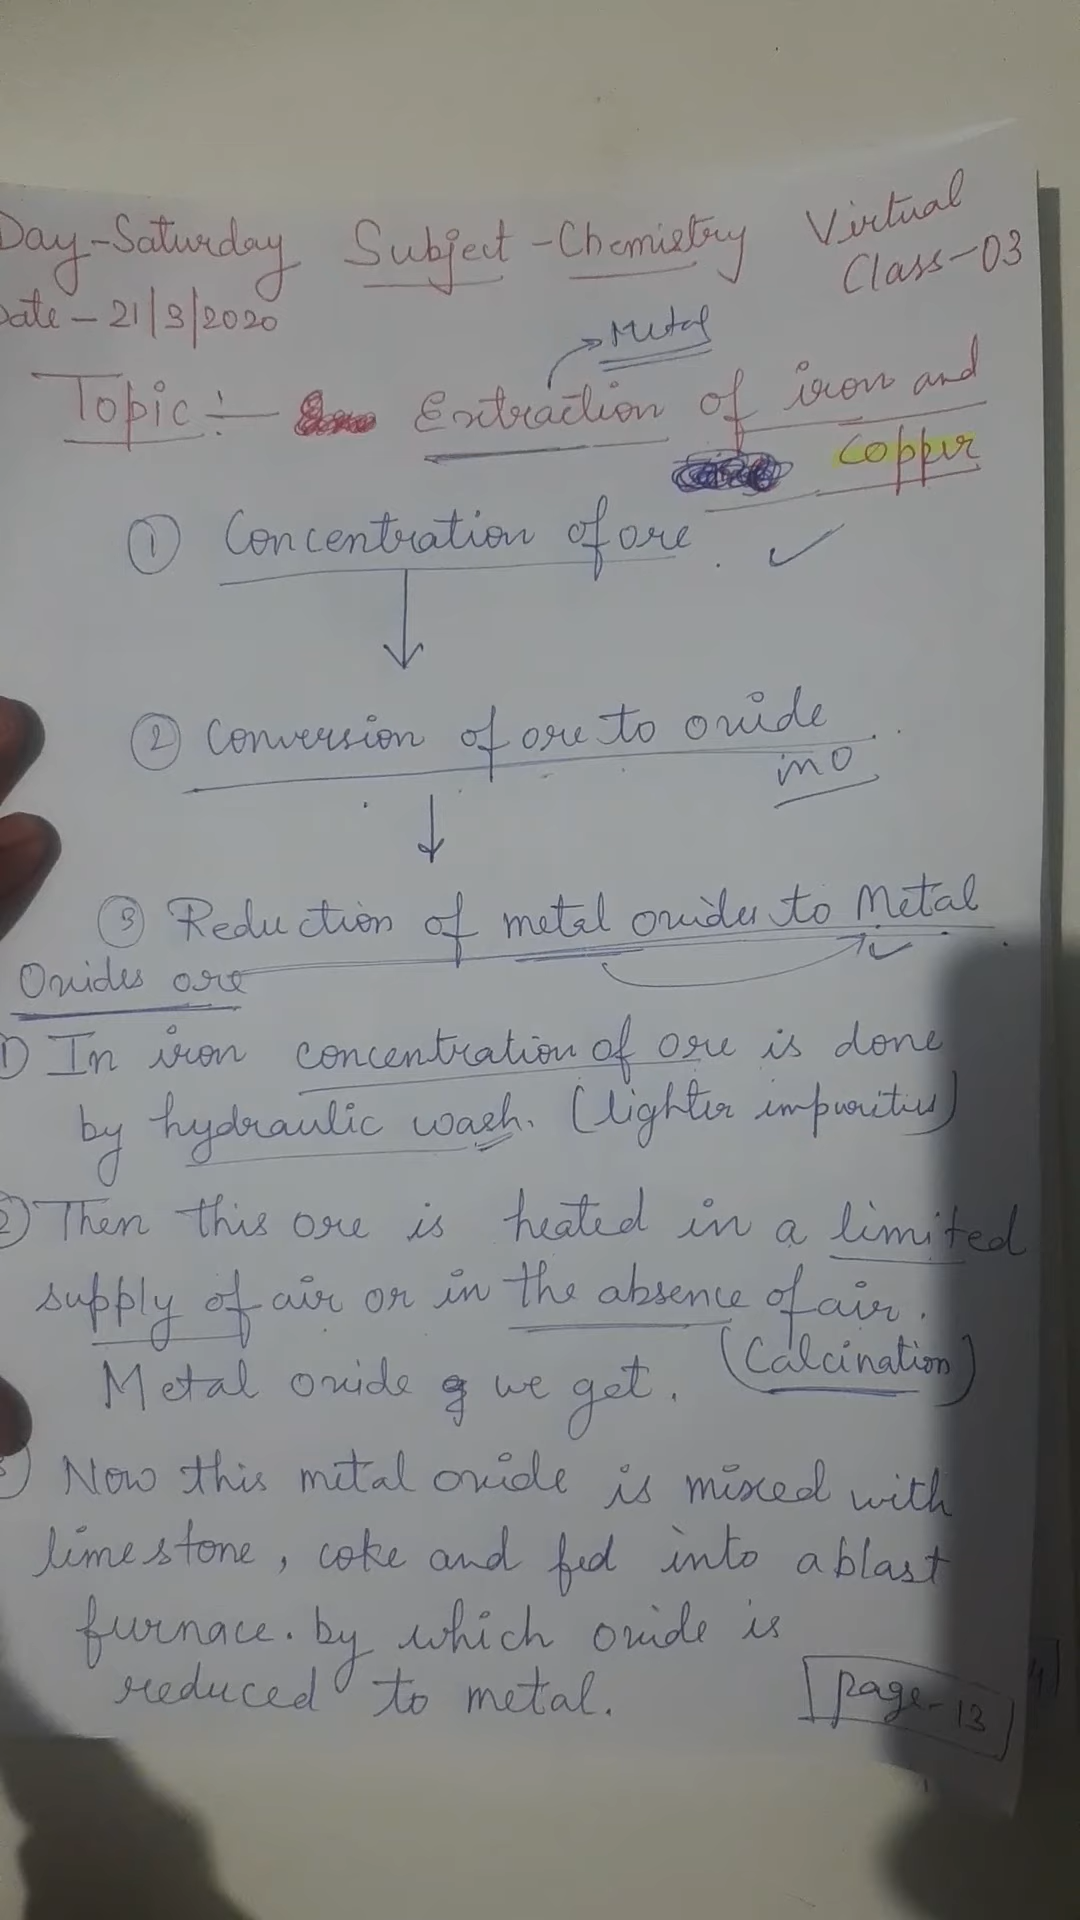 Day-Saturday Subject-Chemistry Virtual
Class-03
Date - 21/3/2020
Metal
Topic :- Extraction of iron and
Copper
① Concentration of ore
② Conversion of ore to oxide
③ Reduction of metal oxides to Metal
Oxides ore
① In iron concentration of ore is done
by hydraulic wash. (lighter impurities)
② Then this ore is heated in a limited
supply of air or in the absence of air.
(Calcination)
Metal oxide we get.
③ Now this metal oxide is mixed with
limestone, coke and fed into a blast
furnace. by which oxide is
reduced to metal.
page-13